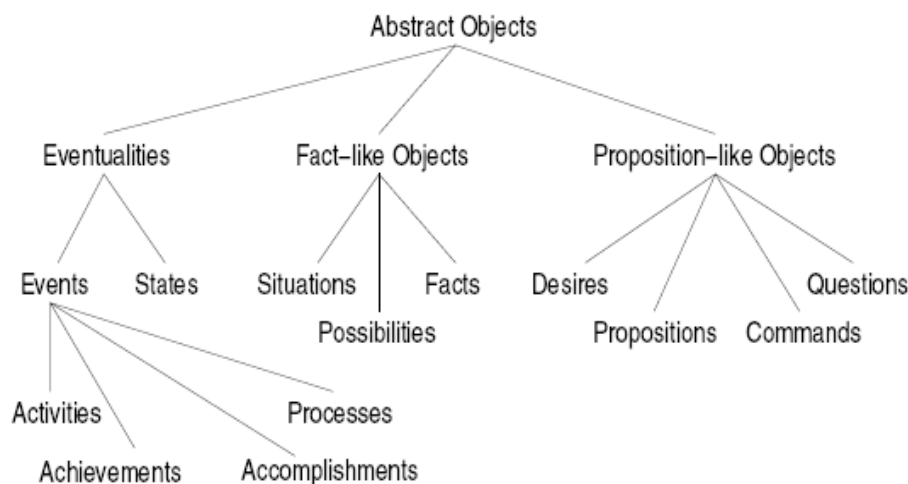 Abstract Objects
Eventualities Fact-like Objects Proposition-like Objects
Events States Situations Facts Desires Questions
Possibilities Propositions Commands
Activities Processes
Achievements Accomplishments